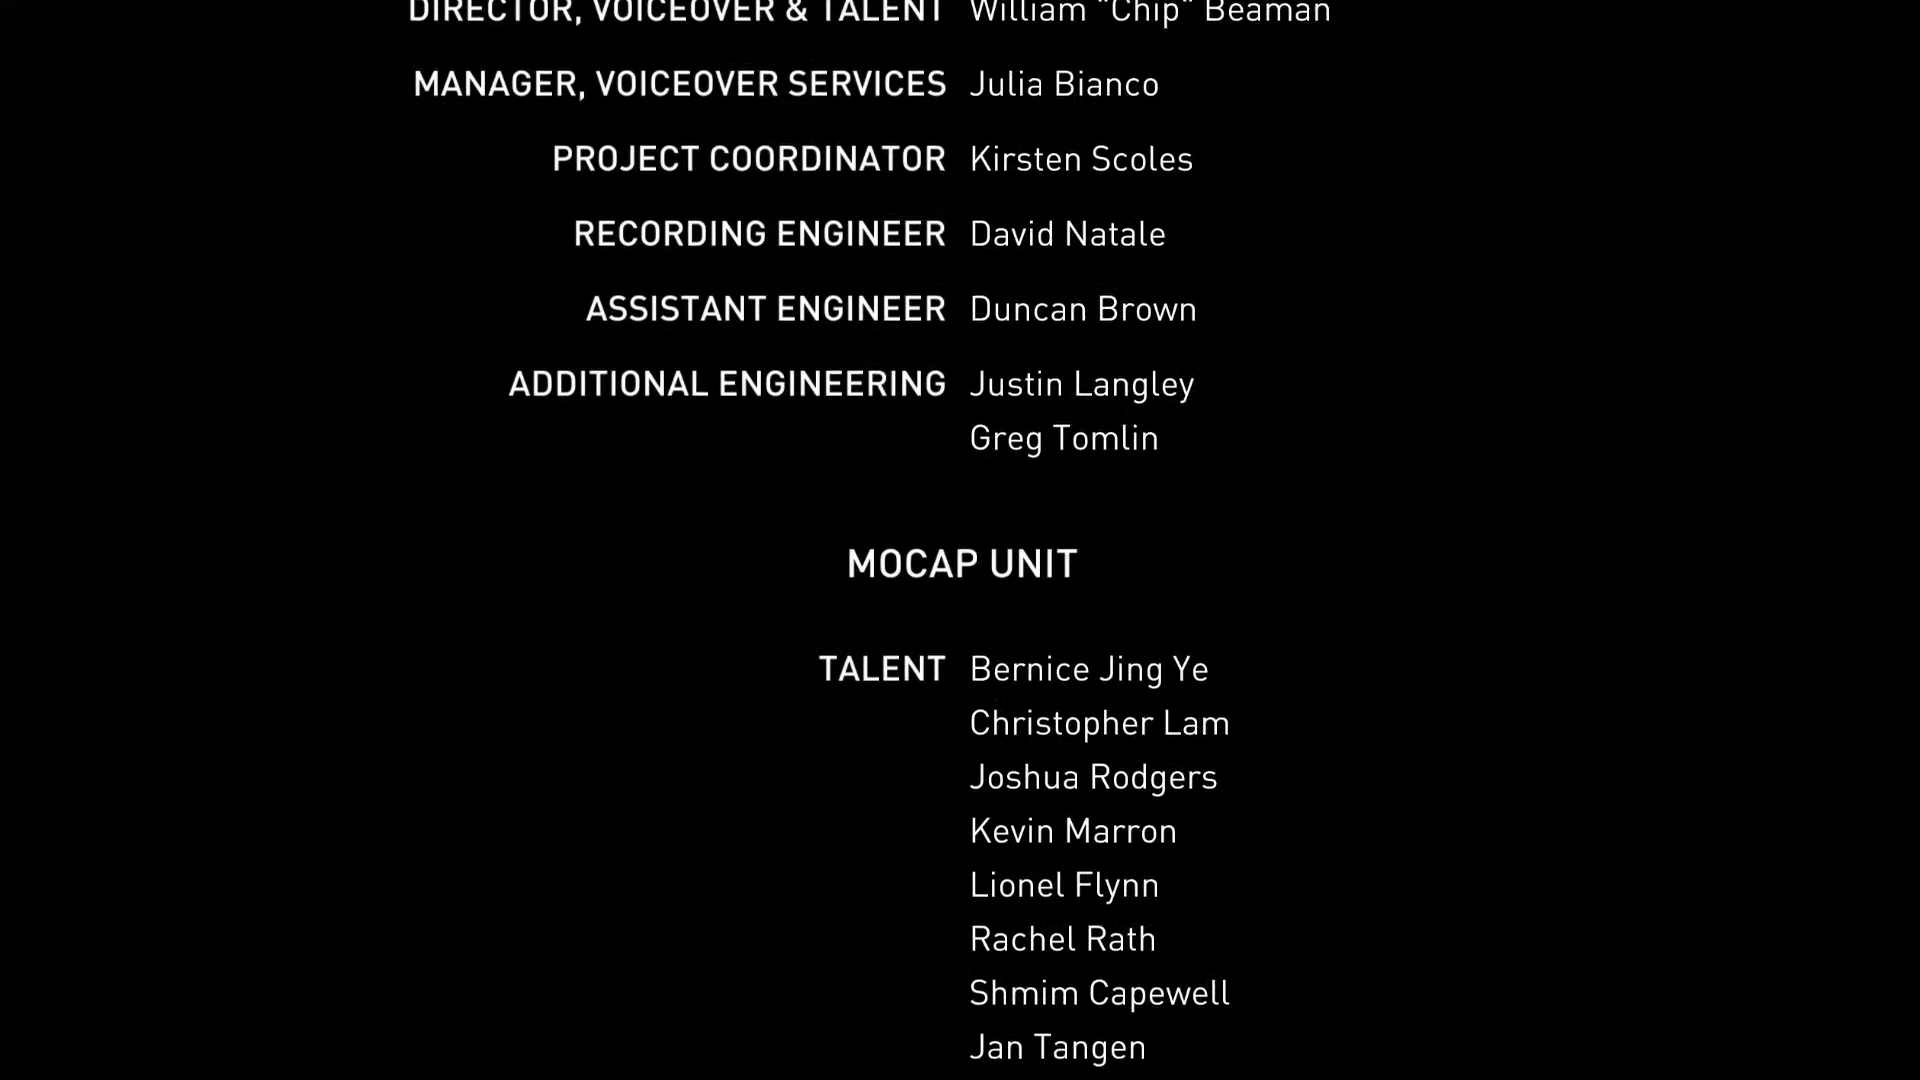 DIRECTOR, VOICEOVER & TALENT William "Chip" Beaman
MANAGER, VOICEOVER SERVICES Julia Bianco
PROJECT COORDINATOR Kirsten Scoles
RECORDING ENGINEER David Natale
ASSISTANT ENGINEER Duncan Brown
ADDITIONAL ENGINEERING Justin Langley
Greg Tomlin
MOCAP UNIT
TALENT Bernice Jing Ye
Christopher Lam
Joshua Rodgers
Kevin Marron
Lionel Flynn
Rachel Rath
Shmim Capewell
Jan Tangen